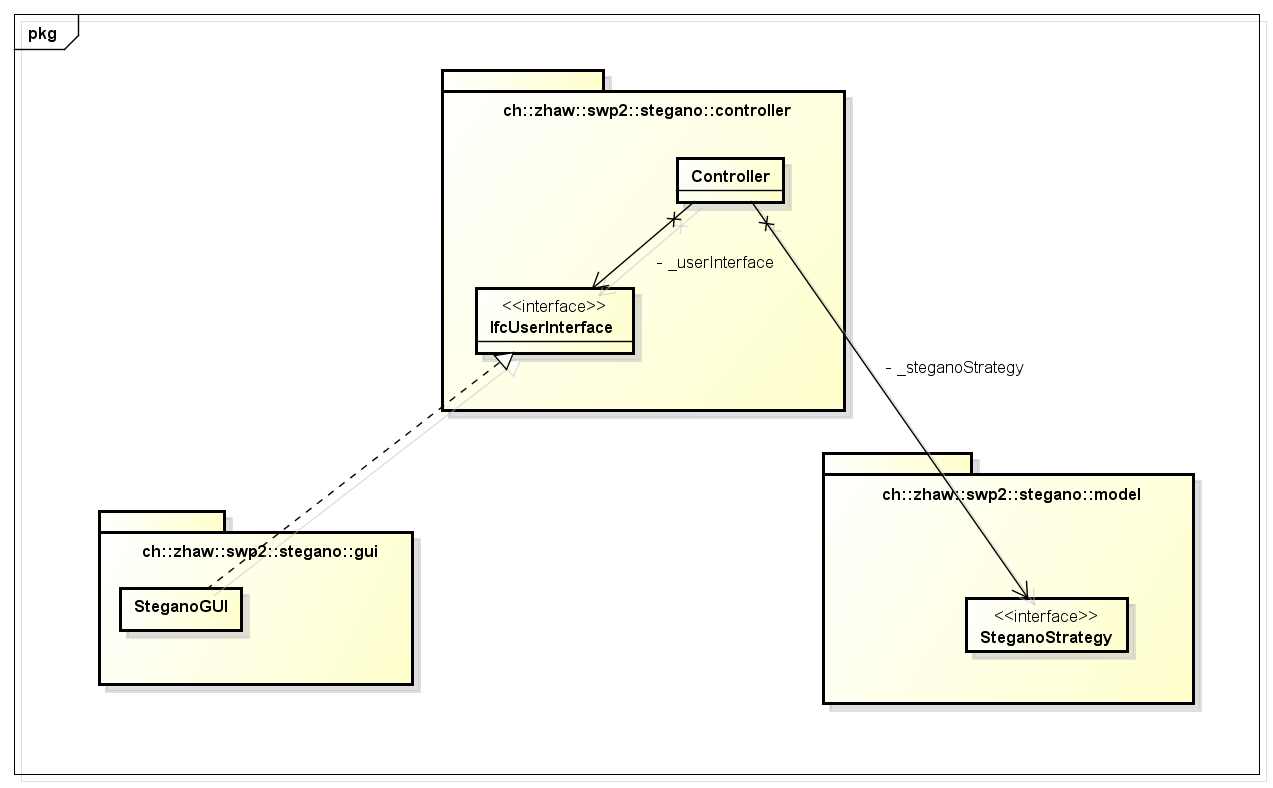 pkg
ch::zhaw::swp2::stegano::controller
Controller
- _userInterface
<<interface>>
IfcUserInterface
- _steganoStrategy
ch::zhaw::swp2::stegano::model
<<interface>>
SteganoStrategy
ch::zhaw::swp2::stegano::gui
SteganoGUI